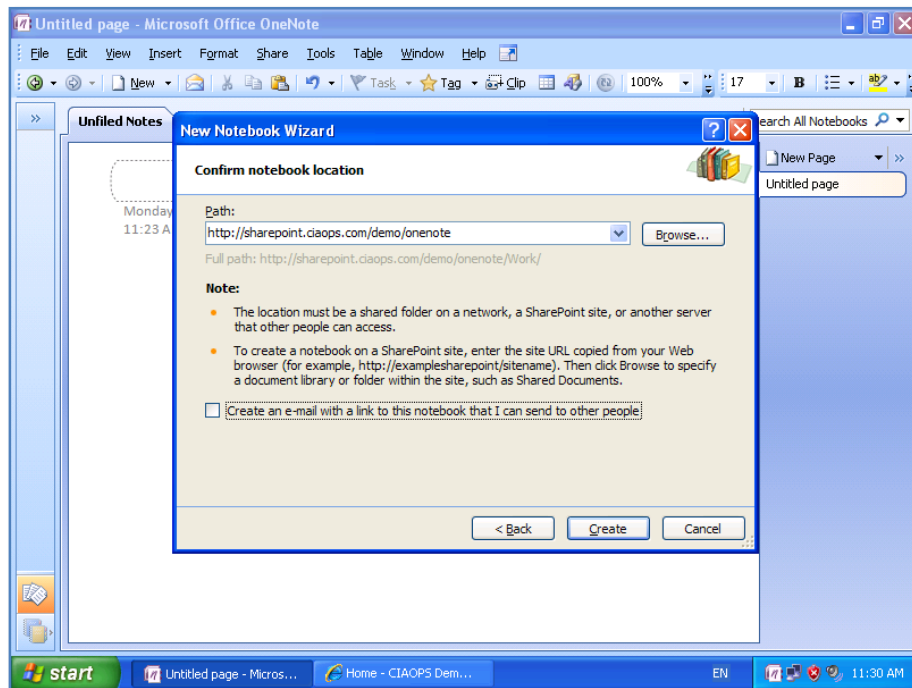 Untitled page - Microsoft Office OneNote
File Edit View Insert Format Share Tools Table Window Help
New Task Tag Clip 100% 17 B ab
Unfiled Notes
earch All Notebooks
New Page
Untitled page
Monday
11:23 A
New Notebook Wizard
Confirm notebook location
Path:
http://sharepoint.ciaops.com/demo/onenote
Browse...
Full path: http://sharepoint.ciaops.com/demo/onenote/Work/
Note:
The location must be a shared folder on a network, a SharePoint site, or another server
that other people can access.
To create a notebook on a SharePoint site, enter the site URL copied from your Web
browser (for example, http://examplesharepoint/sitename). Then click Browse to specify
a document library or folder within the site, such as Shared Documents.
Create an e-mail with a link to this notebook that I can send to other people
< Back Create Cancel
start Untitled page - Micros... Home - CIAOPS Dem... EN 11:30 AM